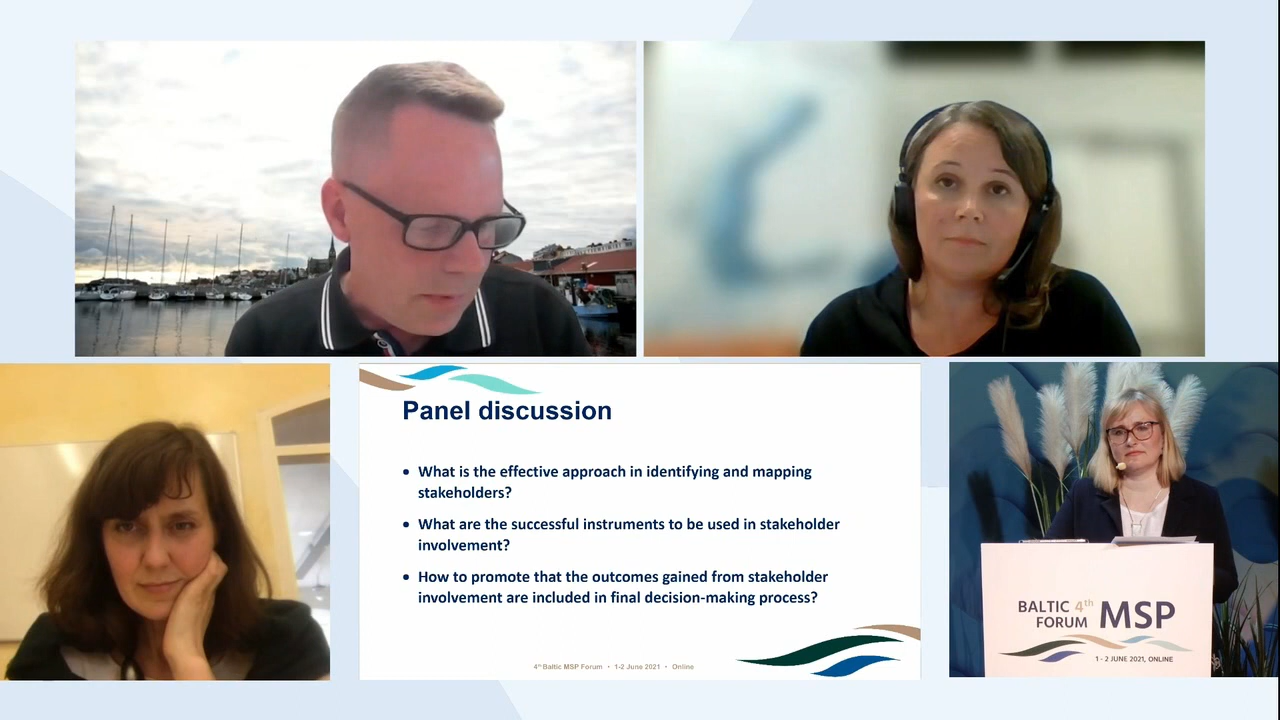 Panel discussion
• What is the effective approach in identifying and mapping
stakeholders?
• What are the successful instruments to be used in stakeholder
involvement?
• How to promote that the outcomes gained from stakeholder
involvement are included in final decision-making process?
4th Baltic MSP Forum • 1-2 June 2021 • Online
BALTIC 4th
FORUM MSP
1 - 2 JUNE 2021, ONLINE